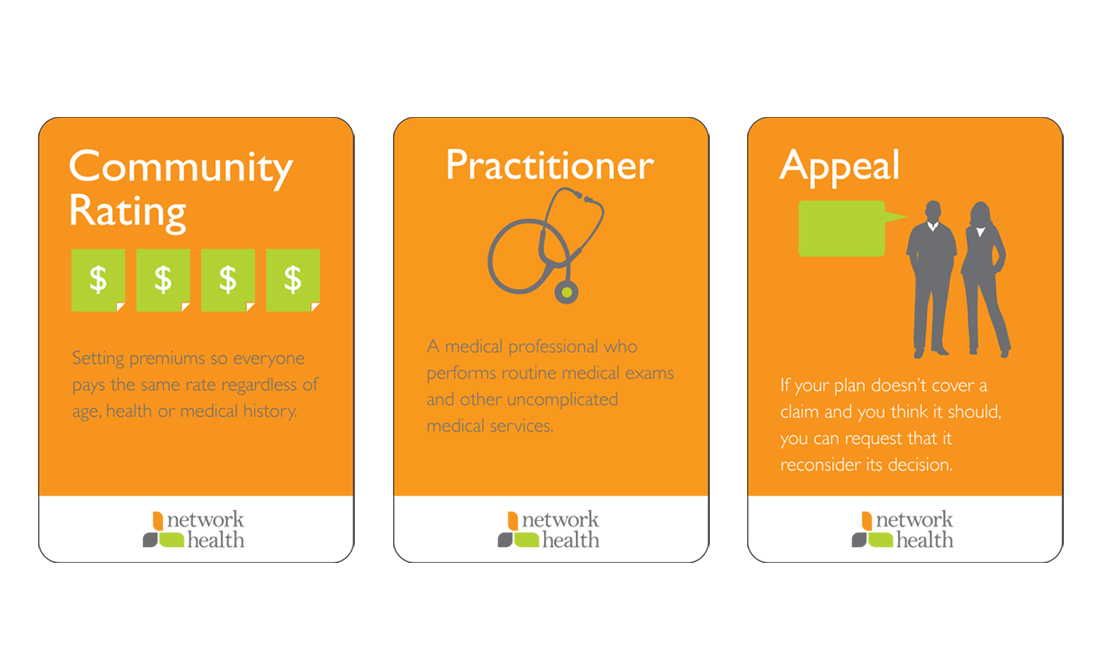 Community
Rating
$ $ $ $
Setting premiums so everyone
pays the same rate regardless of
age, health or medical history.
network
health
Practitioner
A medical professional who
performs routine medical exams
and other uncomplicated
medical services.
network
health
Appeal
If your plan doesn't cover a
claim and you think it should,
you can request that it
reconsider its decision.
network
health